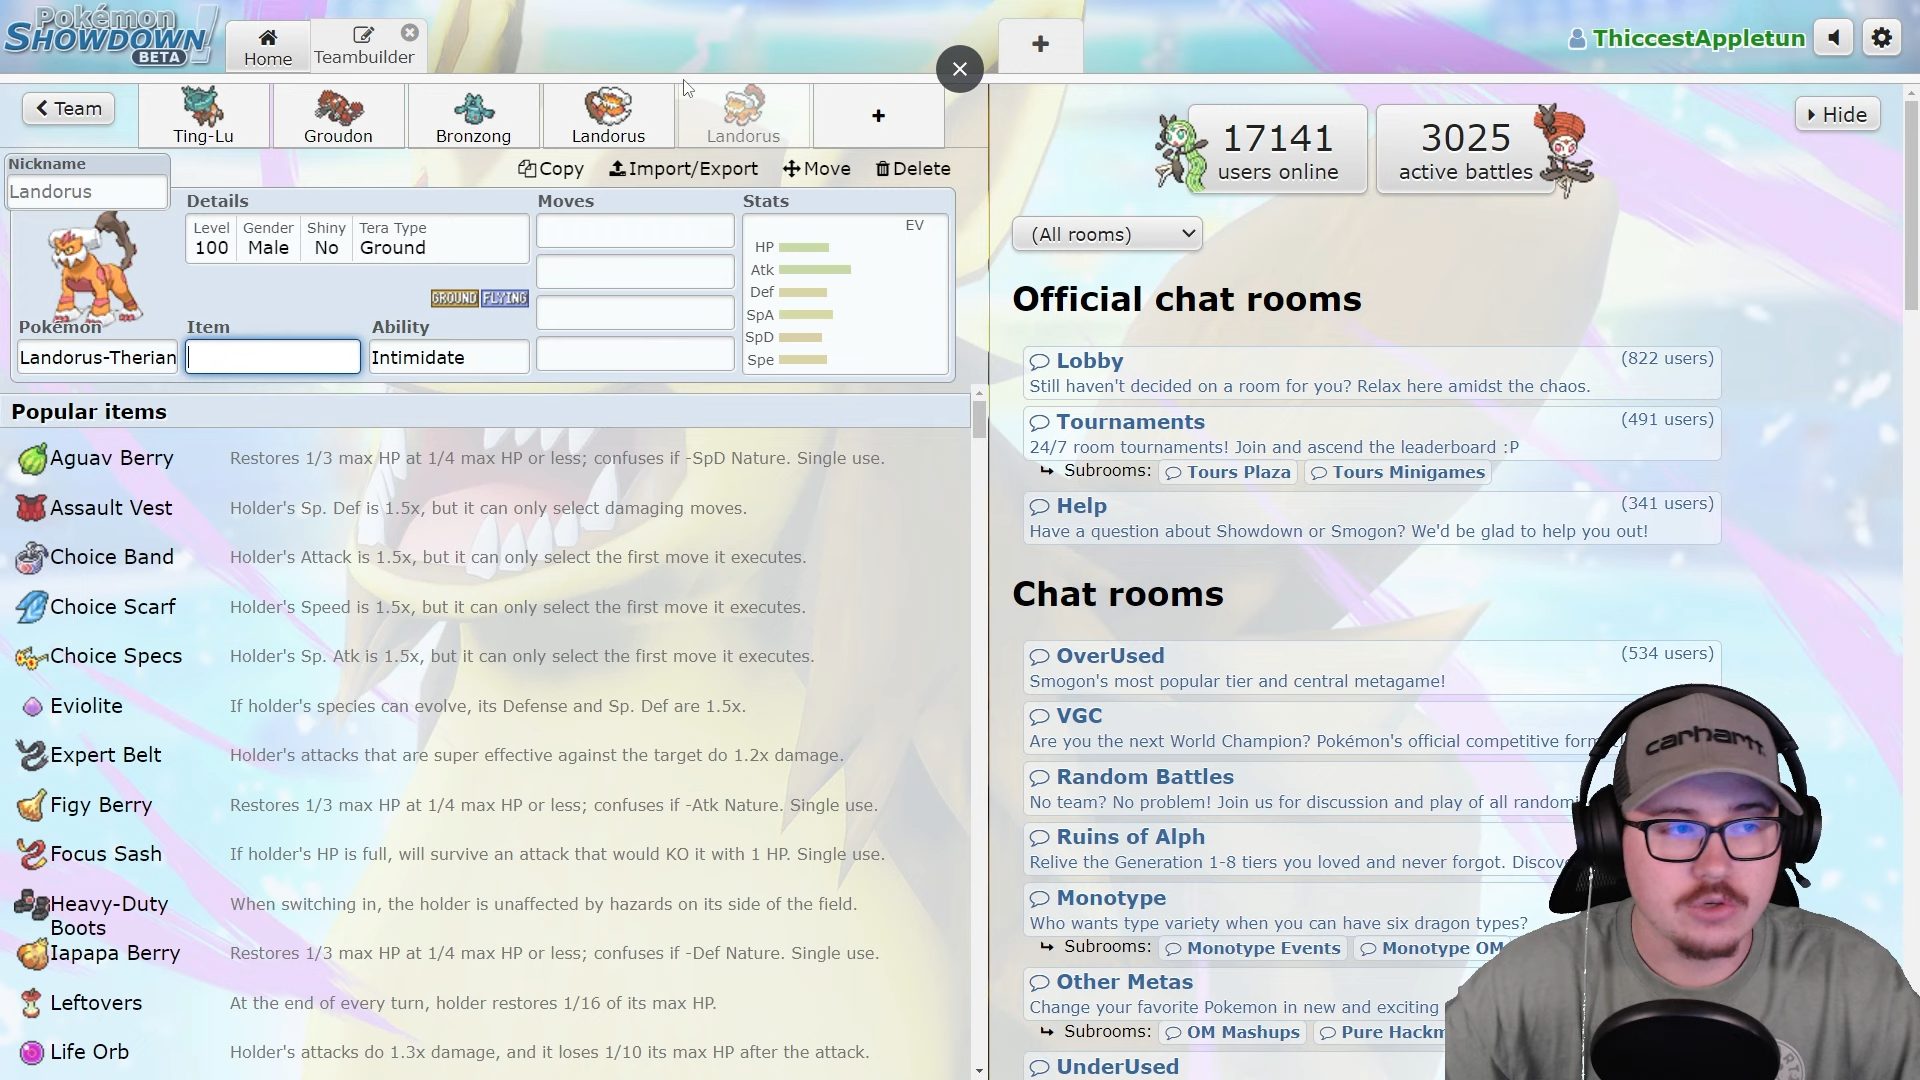 Pokémon
SHOWDOWN!
BETA
Home
Teambuilder
+
ThiccestAppletun
Team
Ting-Lu
Groudon
Bronzong
Landorus
Landorus
+
Copy
Import/Export
Move
Delete
Nickname
Landorus
Details
Level
100
Gender
Male
Shiny
No
Tera Type
Ground
GROUND FLYING
Pokémon
Landorus-Therian
Item
Ability
Intimidate
Moves
Stats
EV
HP
Atk
Def
SpA
SpD
Spe
Popular items
Aguav Berry Restores 1/3 max HP at 1/4 max HP or less; confuses if -SpD Nature. Single use.
Assault Vest Holder's Sp. Def is 1.5x, but it can only select damaging moves.
Choice Band Holder's Attack is 1.5x, but it can only select the first move it executes.
Choice Scarf Holder's Speed is 1.5x, but it can only select the first move it executes.
Choice Specs Holder's Sp. Atk is 1.5x, but it can only select the first move it executes.
Eviolite If holder's species can evolve, its Defense and Sp. Def are 1.5x.
Expert Belt Holder's attacks that are super effective against the target do 1.2x damage.
Figy Berry Restores 1/3 max HP at 1/4 max HP or less; confuses if -Atk Nature. Single use.
Focus Sash If holder's HP is full, will survive an attack that would KO it with 1 HP. Single use.
Heavy-Duty Boots When switching in, the holder is unaffected by hazards on its side of the field.
Iapapa Berry Restores 1/3 max HP at 1/4 max HP or less; confuses if -Def Nature. Single use.
Leftovers At the end of every turn, holder restores 1/16 of its max HP.
Life Orb Holder's attacks do 1.3x damage, and it loses 1/10 its max HP after the attack.
17141
users online
3025
active battles
Hide
(All rooms)
Official chat rooms
Lobby (822 users)
Still haven't decided on a room for you? Relax here amidst the chaos.
Tournaments (491 users)
24/7 room tournaments! Join and ascend the leaderboard :P
Subrooms: Tours Plaza Tours Minigames
Help (341 users)
Have a question about Showdown or Smogon? We'd be glad to help you out!
Chat rooms
OverUsed (534 users)
Smogon's most popular tier and central metagame!
VGC
Are you the next World Champion? Pokémon's official competitive
Random Battles
No team? No problem! Join us for discussion and play of all
Ruins of Alph
Relive the Generation 1-8 tiers you loved and never forgot.
Monotype
Who wants type variety when you can have six dragon types?
Subrooms: Monotype Events Monotype OM
Other Metas
Change your favorite Pokemon in new and exciting
Subrooms: OM Mashups Pure
UnderUsed
carhartt